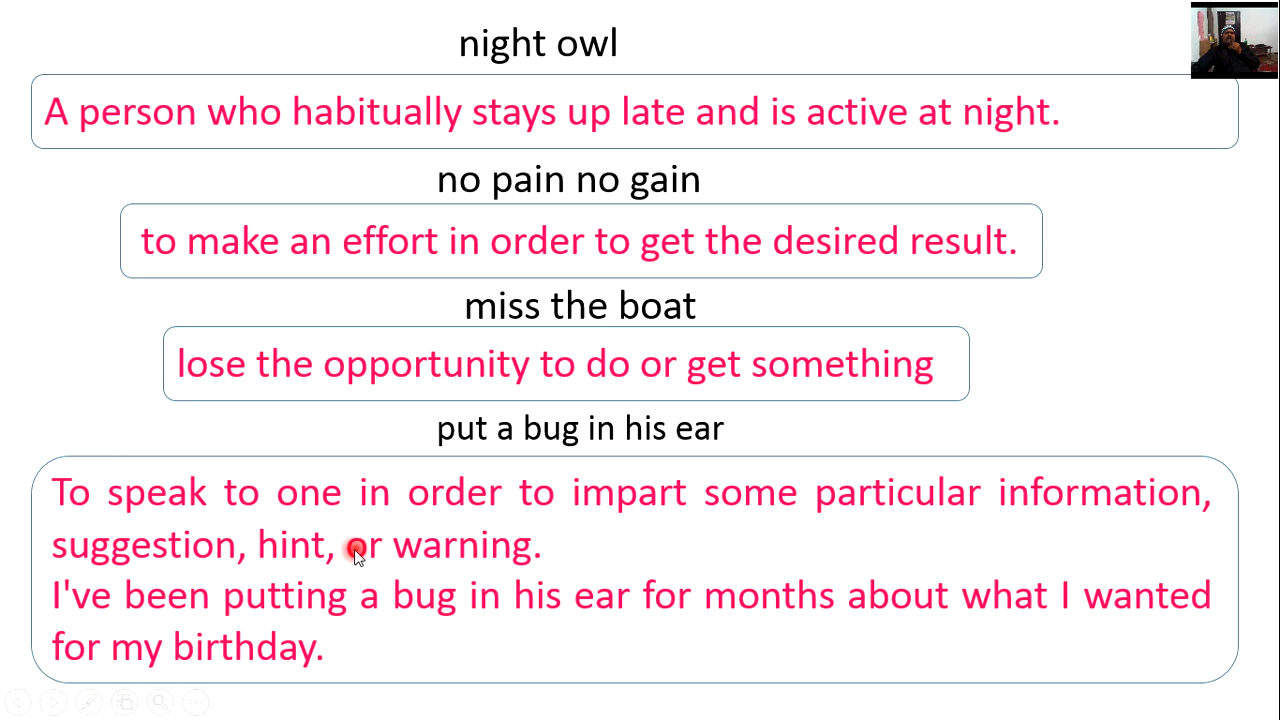 night owl
A person who habitually stays up late and is active at night.
no pain no gain
to make an effort in order to get the desired result.
miss the boat
lose the opportunity to do or get something
put a bug in his ear
To speak to one in order to impart some particular information,
suggestion, hint, or warning.
I've been putting a bug in his ear for months about what I wanted
for my birthday.